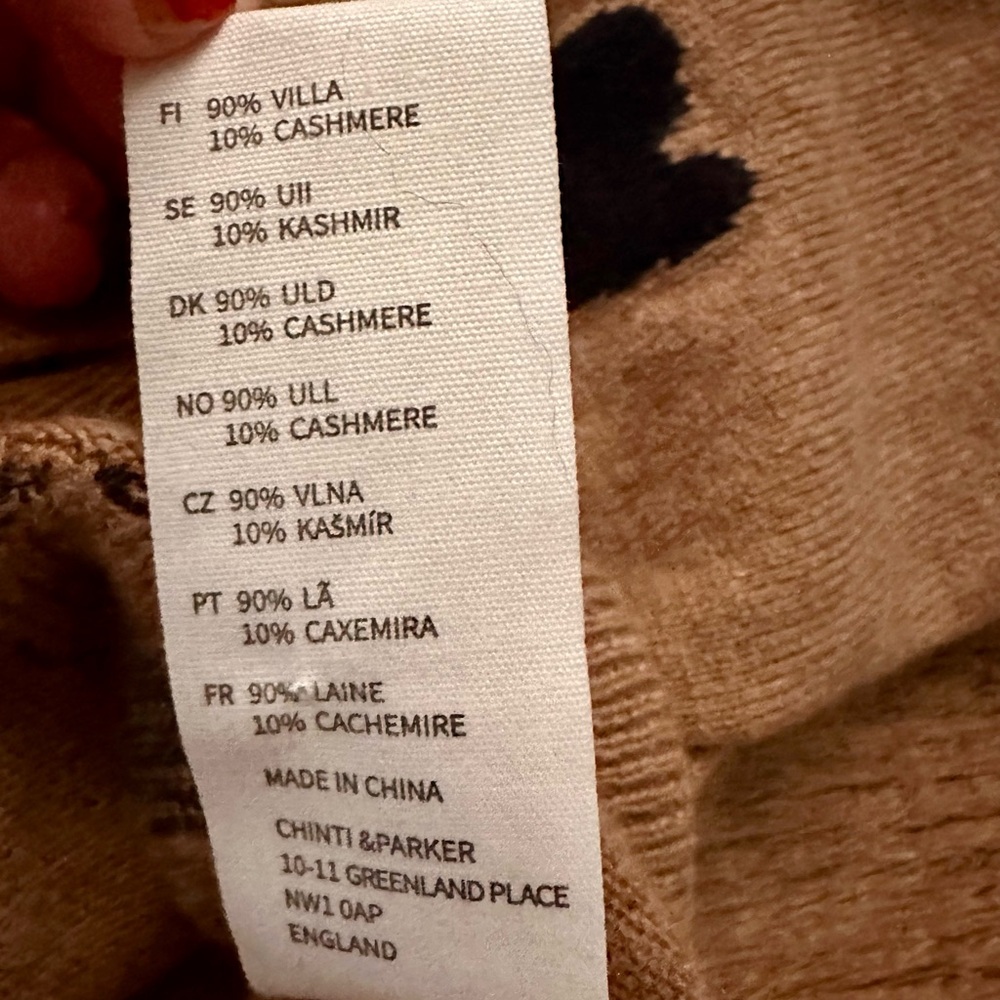 FI 90% VILLA
10% CASHMERE
SE 90% Ull
10% KASHMIR
DK 90% ULD
10% CASHMERE
NO 90% ULL
10% CASHMERE
CZ 90% VLNA
10% KAŠMÍR
PT 90% LÃ
10% CAXEMIRA
FR 90% LAINE
10% CACHEMIRE
MADE IN CHINA
CHINTI &PARKER
10-11 GREENLAND PLACE
NW1 0AP
ENGLAND